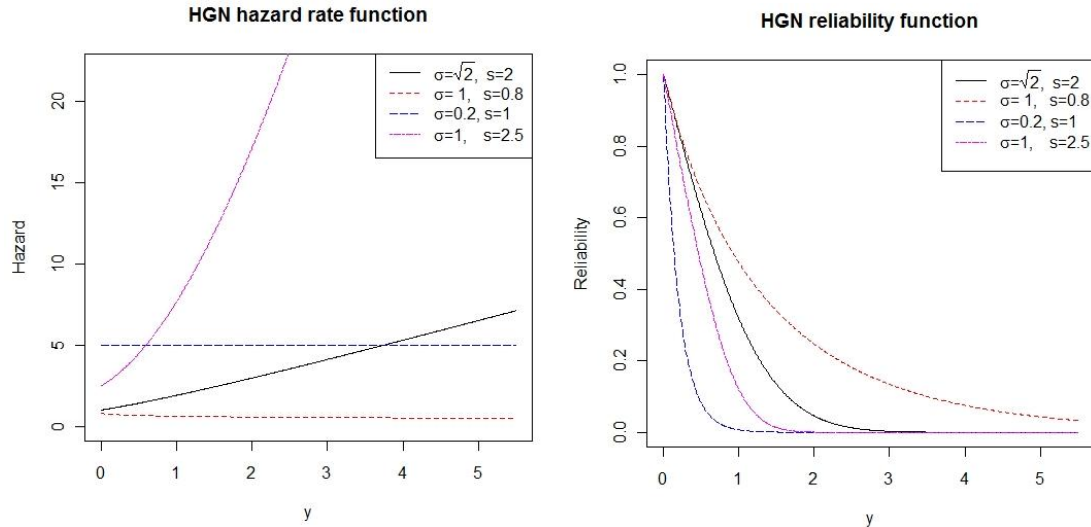 HGN hazard rate function
σ=√2, s=2
σ= 1, s=0.8
σ=0.2, s=1
σ=1, s=2.5
Hazard
20
15
10
5
0
0 1 2 3 4 5
y
HGN reliability function
σ=√2, s=2
σ= 1, s=0.8
σ=0.2, s=1
σ=1, s=2.5
Reliability
1.0
0.8
0.6
0.4
0.2
0.0
0 1 2 3 4 5
y